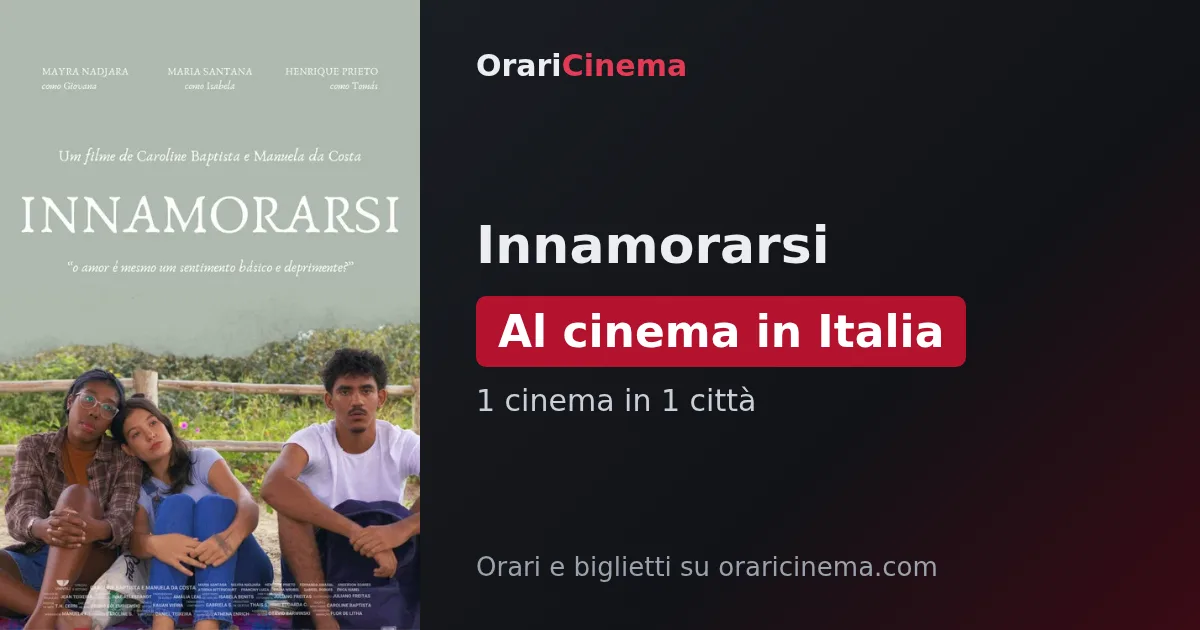 MAYRA NADJARA
como Giovana
MARIA SANTANA
como Izabela
HENRIQUE PRIETO
como Tomás
Um filme de Caroline Baptista e Manuela da Costa
INNAMORARSI
“o amor é mesmo um sentimento básico e deprimente?”
OrariCinema
Innamorarsi
Al cinema in Italia
1 cinema in 1 città
Orari e biglietti su oraricinema.com